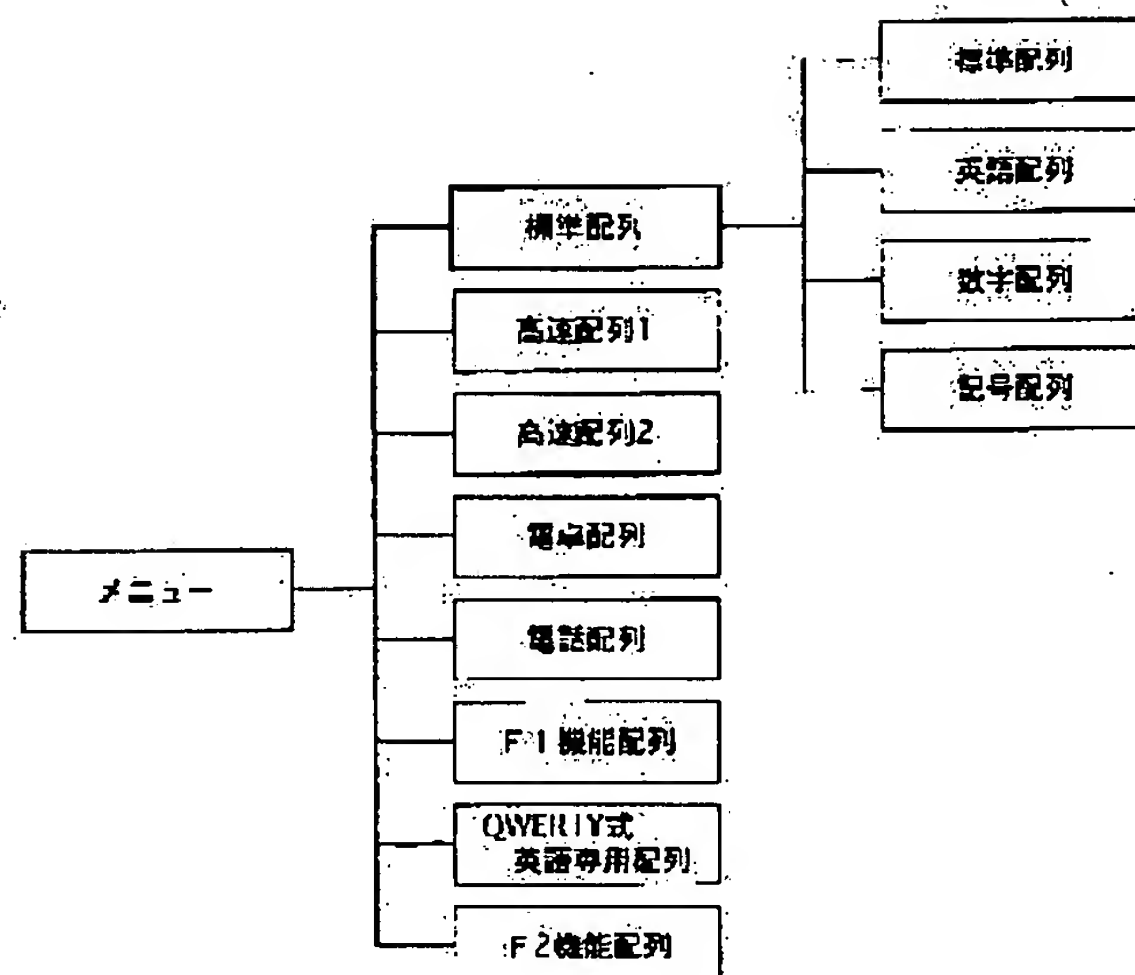 メニュー
標準配列
高速配列1
高速配列2
電卓配列
電話配列
F1機能配列
QWERTY式
英語専用配列
F2機能配列
標準配列
英語配列
数字配列
記号配列